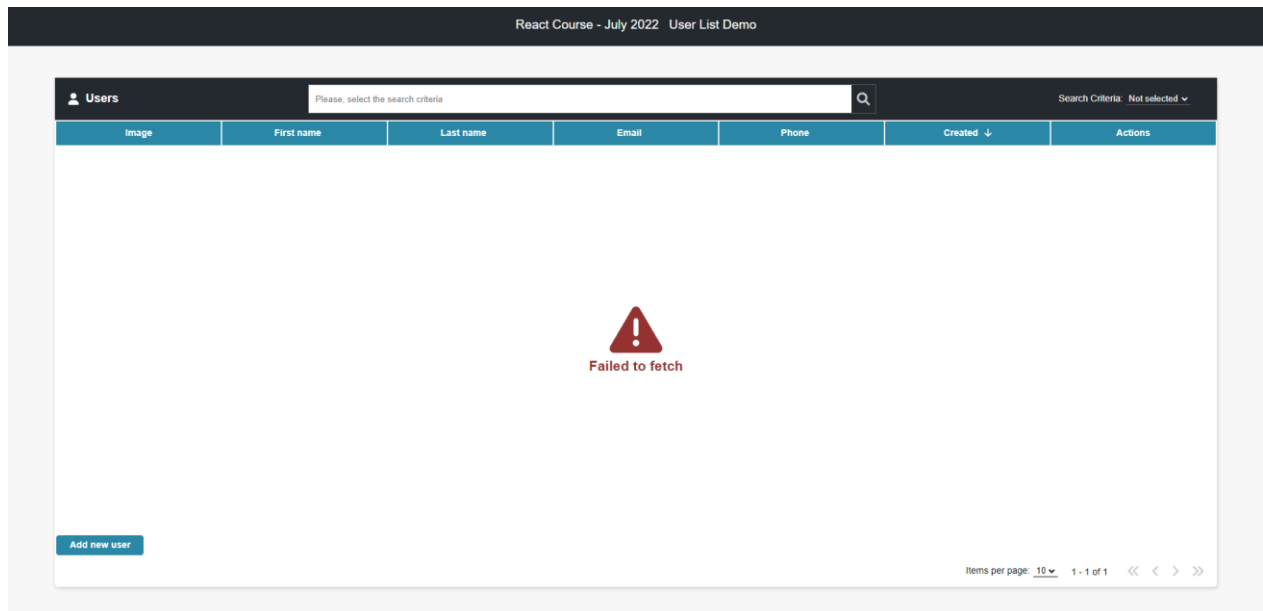 React Course - July 2022 User List Demo
Users Please, select the search criteria Search Criteria: Not selected
Image First name Last name Email Phone Created ↓ Actions
Failed to fetch
Add new user
Items per page: 10 1 - 1 of 1